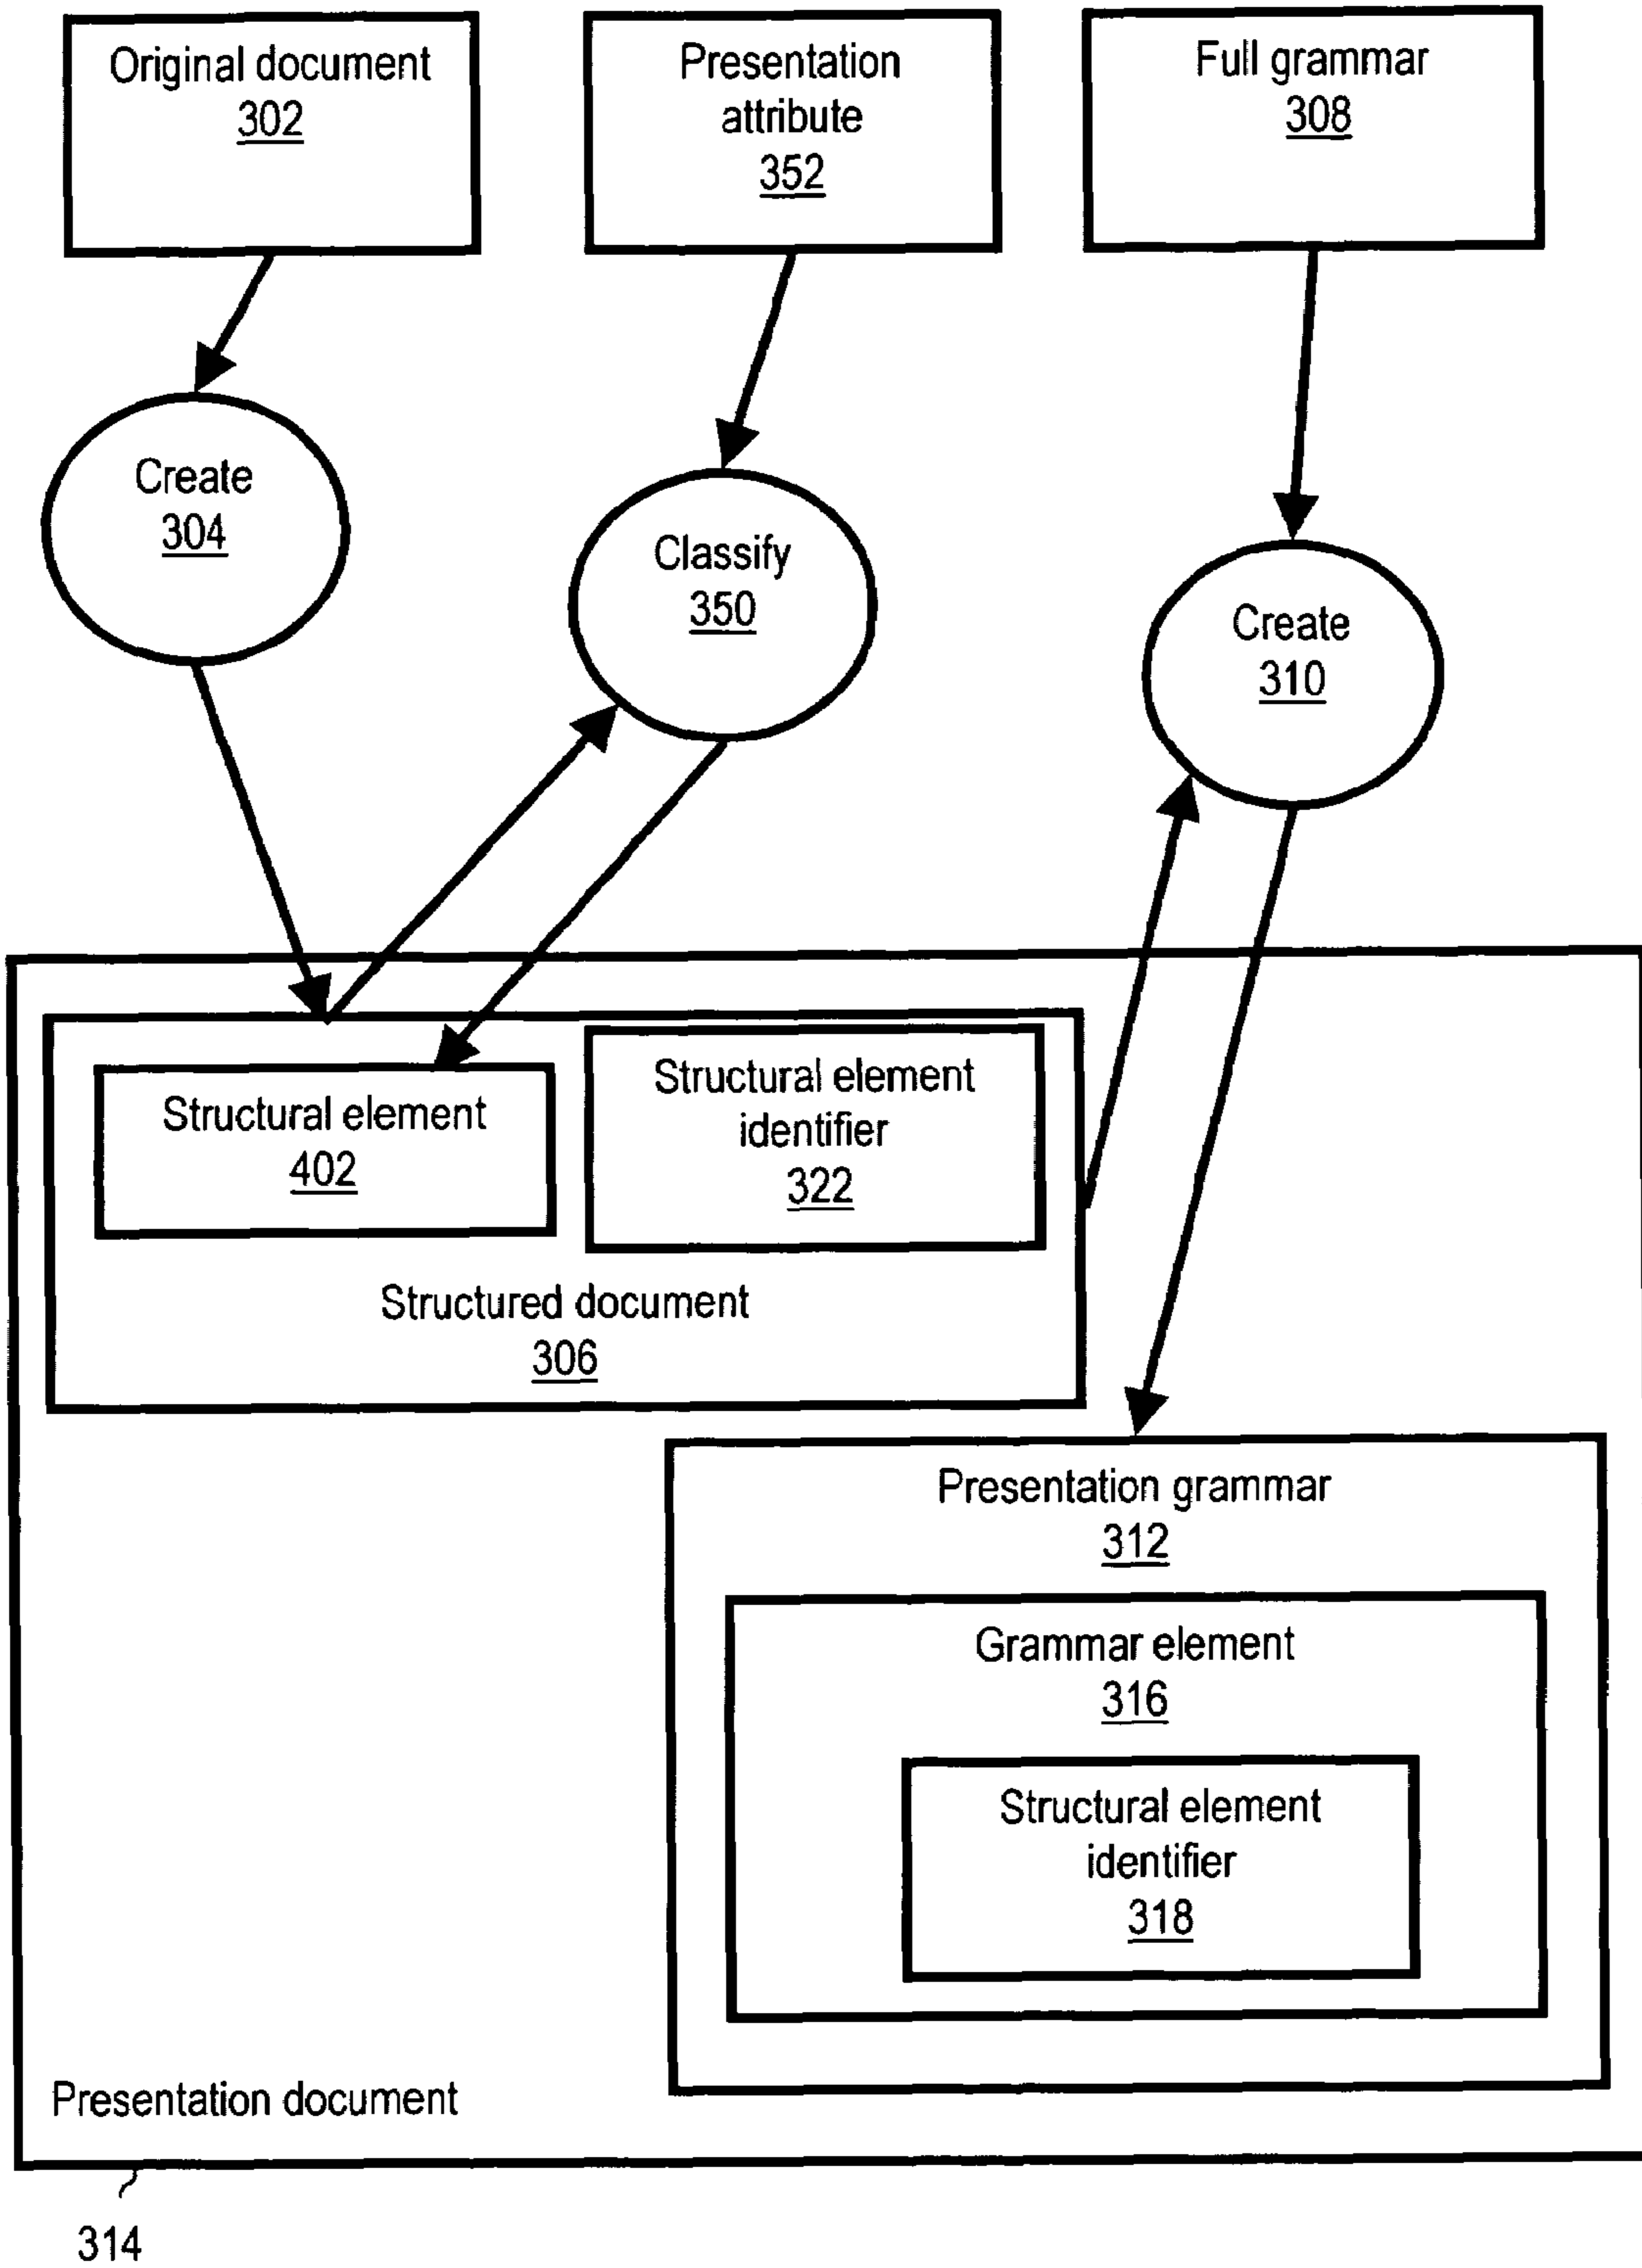 Original document
302
Presentation
attribute
352
Full grammar
308
Create
304
Classify
350
Create
310
Structural element
402
Structural element
identifier
322
Structured document
306
Presentation grammar
312
Grammar element
316
Structural element
identifier
318
Presentation document
314